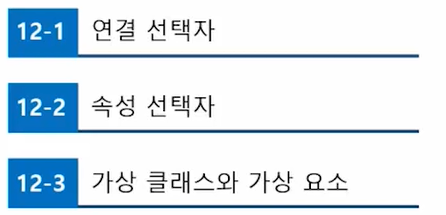 12-1 연결 선택자
12-2 속성 선택자
12-3 가상 클래스와 가상 요소